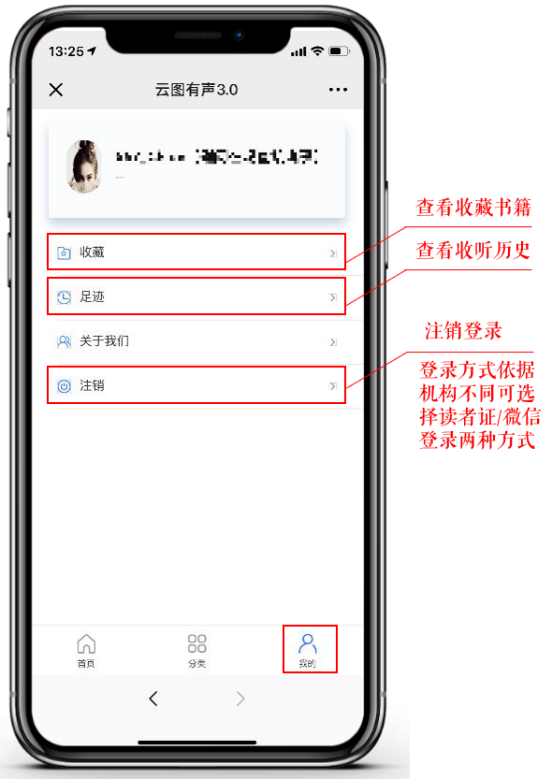 13:25
云图有声3.0
收藏
足迹
关于我们
注销
首页
分类
我的
查看收藏书籍
查看收听历史
注销登录
登录方式依据
机构不同可选
择读者证/微信
登录两种方式